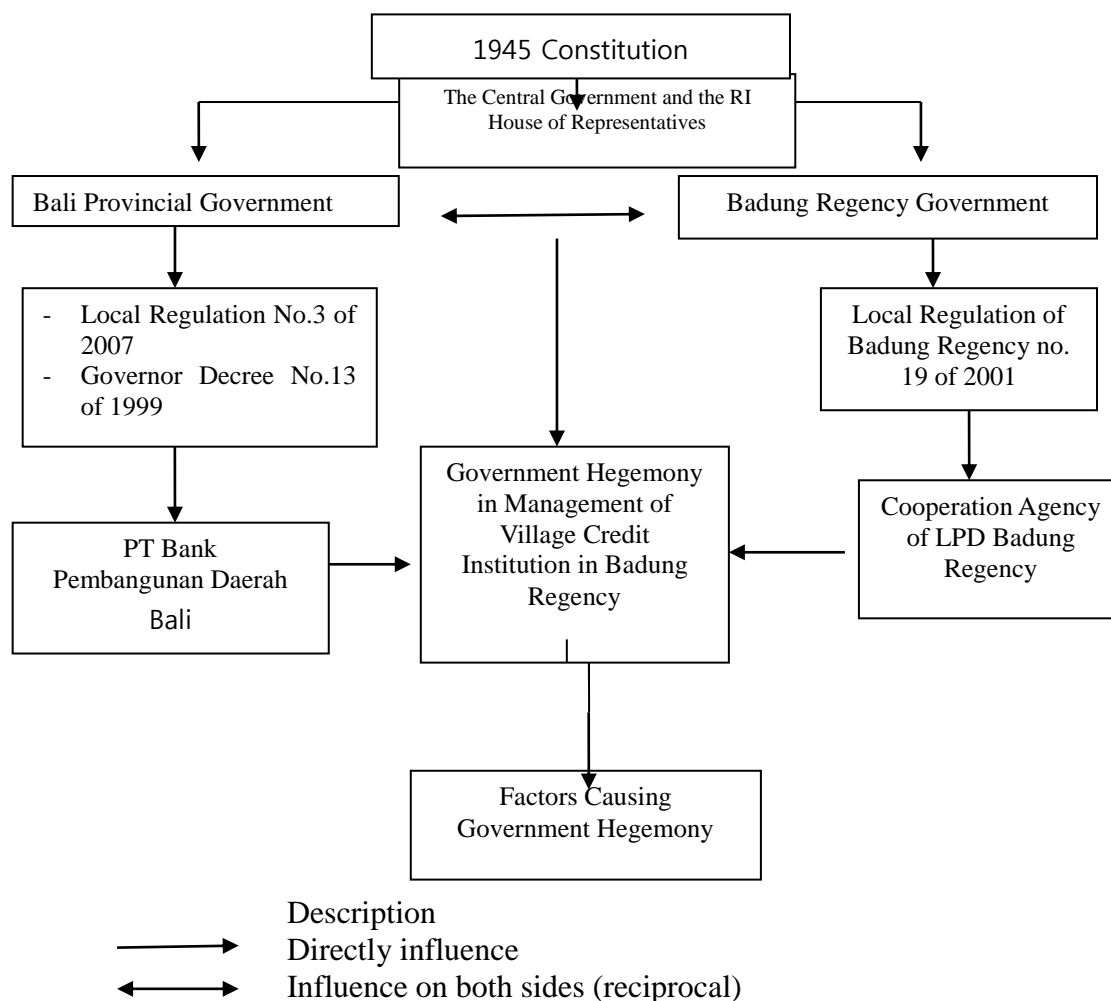 1945 Constitution
The Central Government and the RI
House of Representatives
Bali Provincial Government
Badung Regency Government
- Local Regulation No.3 of
2007
- Governor Decree No.13
of 1999
Local Regulation of
Badung Regency no.
19 of 2001
Government Hegemony
in Management of
Village Credit
Institution in Badung
Regency
Cooperation Agency
of LPD Badung
Regency
PT Bank
Pembangunan Daerah
Bali
Factors Causing
Government Hegemony
Description
Directly influence
Influence on both sides (reciprocal)